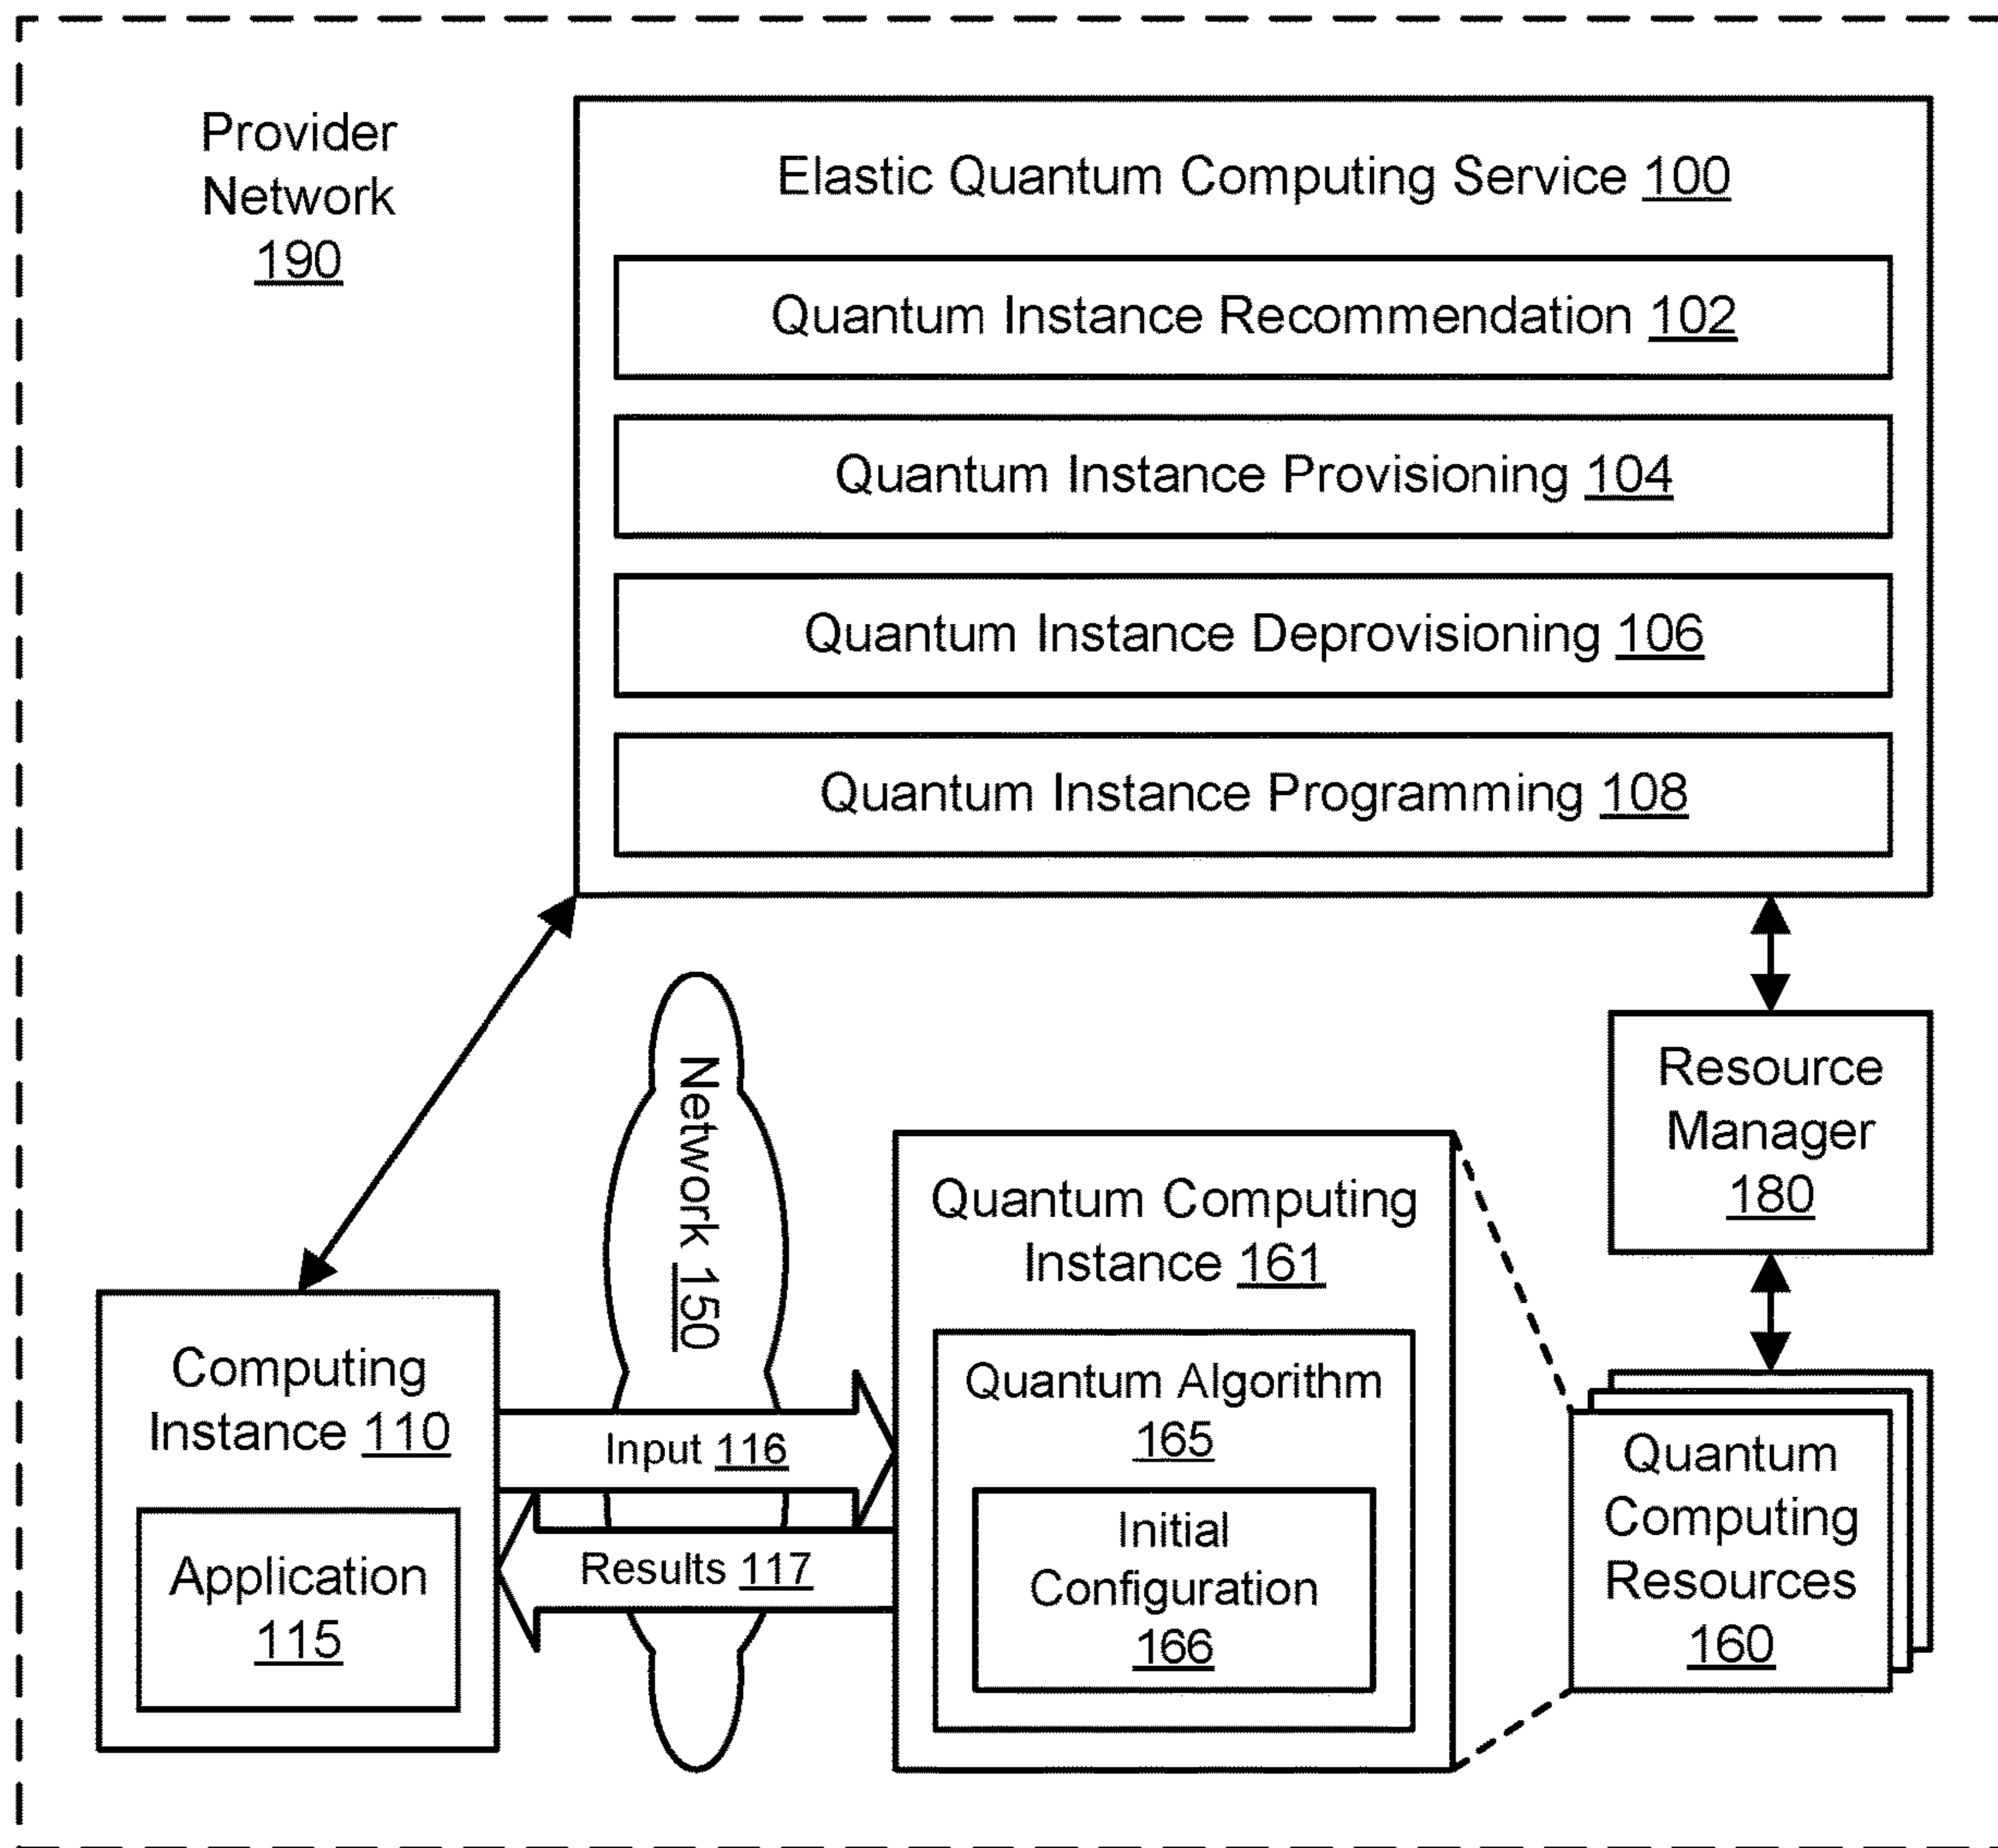 Provider
Network
190
Elastic Quantum Computing Service 100
Quantum Instance Recommendation 102
Quantum Instance Provisioning 104
Quantum Instance Deprovisioning 106
Quantum Instance Programming 108
Network 150
Resource
Manager
180
Quantum Computing
Instance 161
Computing
Instance 110
Quantum Algorithm
165
Input 116
Quantum
Computing
Resources
160
Initial
Configuration
166
Results 117
Application
115